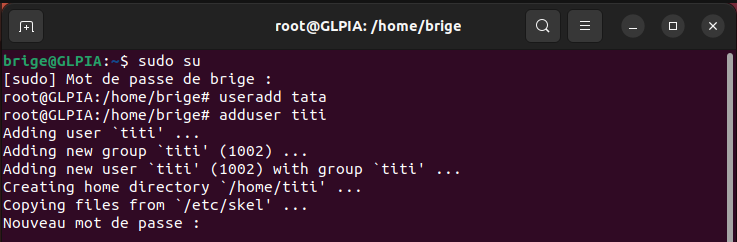 root@GLPIA: /home/brige
brige@GLPIA:~$ sudo su
[sudo] Mot de passe de brige :
root@GLPIA:/home/brige# useradd tata
root@GLPIA:/home/brige# adduser titi
Adding user `titi' ...
Adding new group `titi' (1002) ...
Adding new user `titi' (1002) with group `titi' ...
Creating home directory `/home/titi' ...
Copying files from `/etc/skel' ...
Nouveau mot de passe :